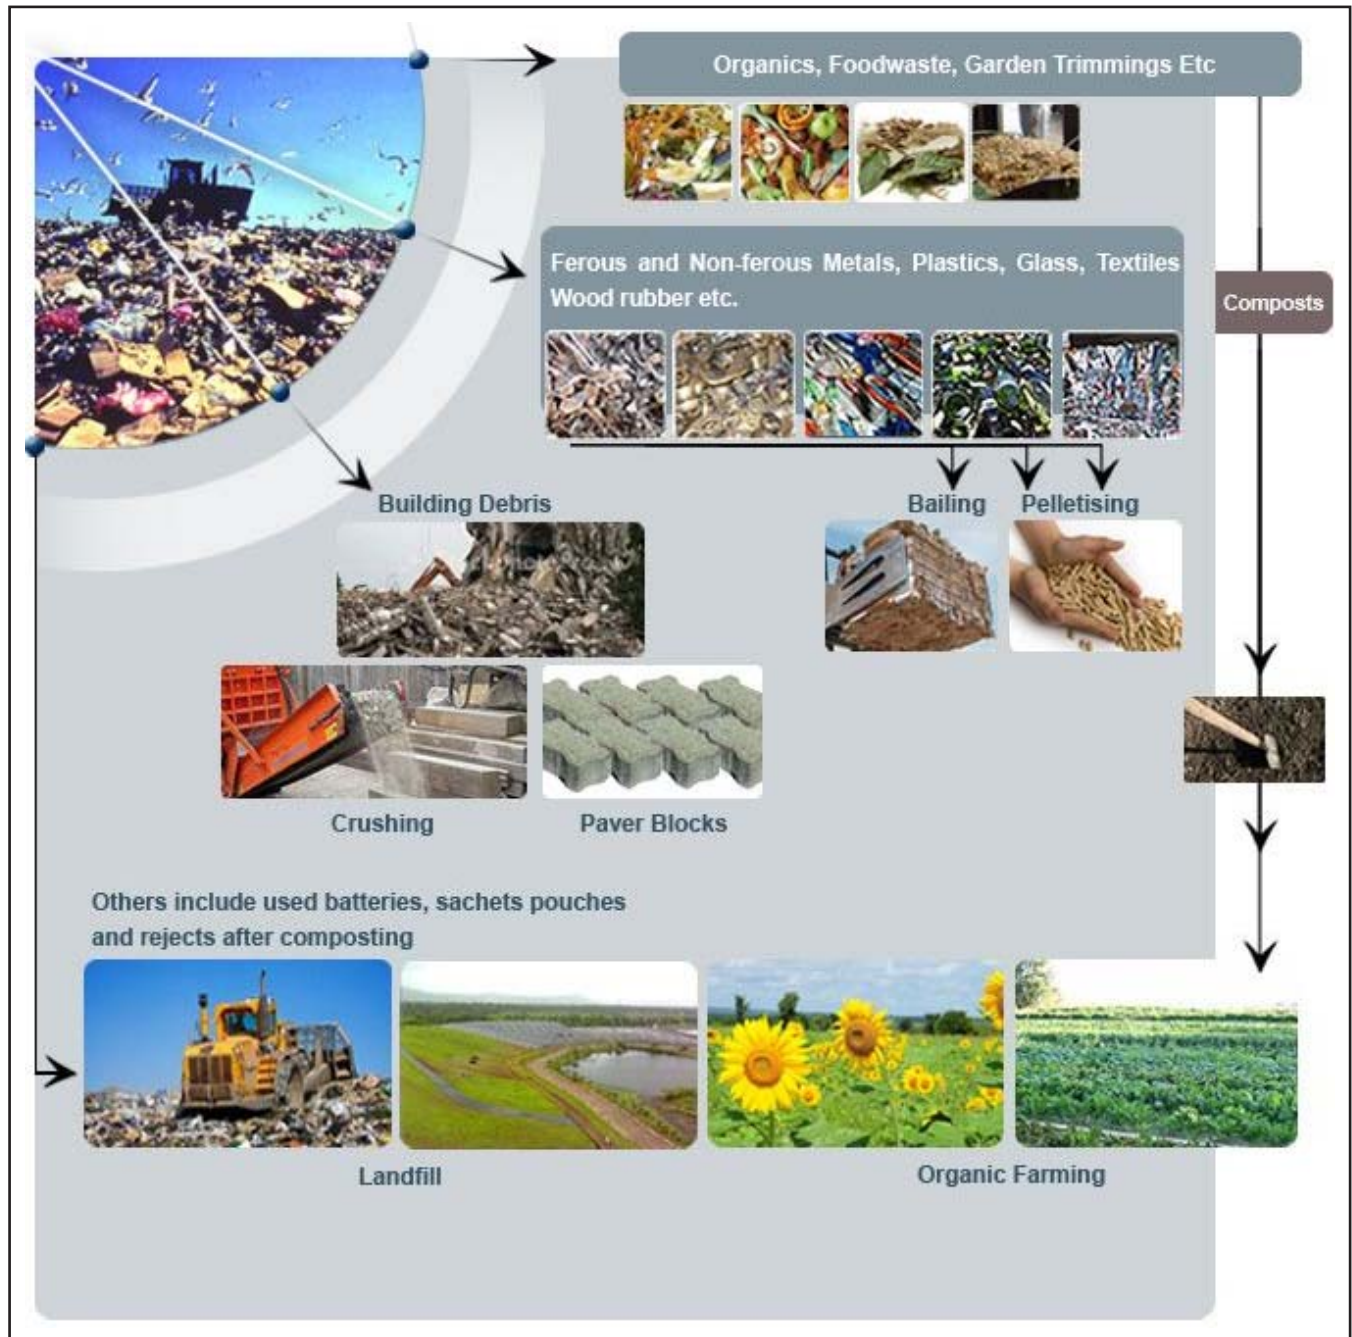 Organics, Foodwaste, Garden Trimmings Etc
Ferous and Non-ferous Metals, Plastics, Glass, Textiles
Wood rubber etc.
Composts
Building Debris
Bailing
Pelletising
Crushing
Paver Blocks
Others include used batteries, sachets pouches
and rejects after composting
Landfill
Organic Farming